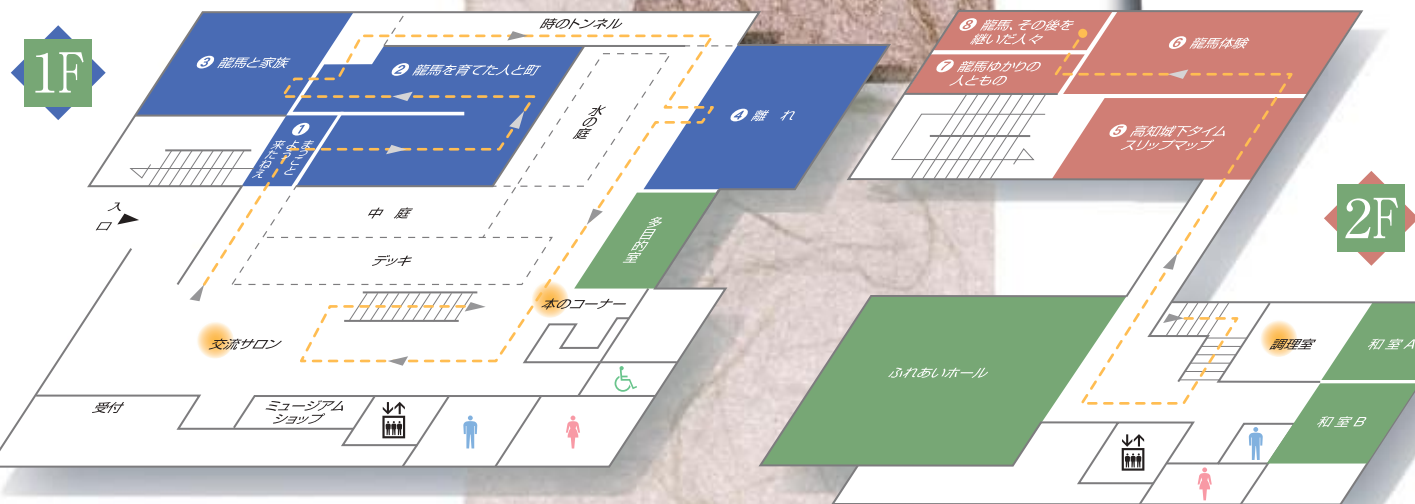 1F
時のトンネル
❸ 龍馬と家族
❷ 龍馬を育てた人と町
❶
まっこと
よう
来たねえ
水の庭
❹ 離 れ
入口
中 庭
デッキ
多目的室
本のコーナー
交流サロン
受付
ミュージアム
ショップ
❽ 龍馬、その後を
継いだ人々
❼ 龍馬ゆかりの
人ともの
❻ 龍馬体験
❺ 高知城下タイム
スリップマップ
2F
ふれあいホール
調理室
和 室 A
和 室 B